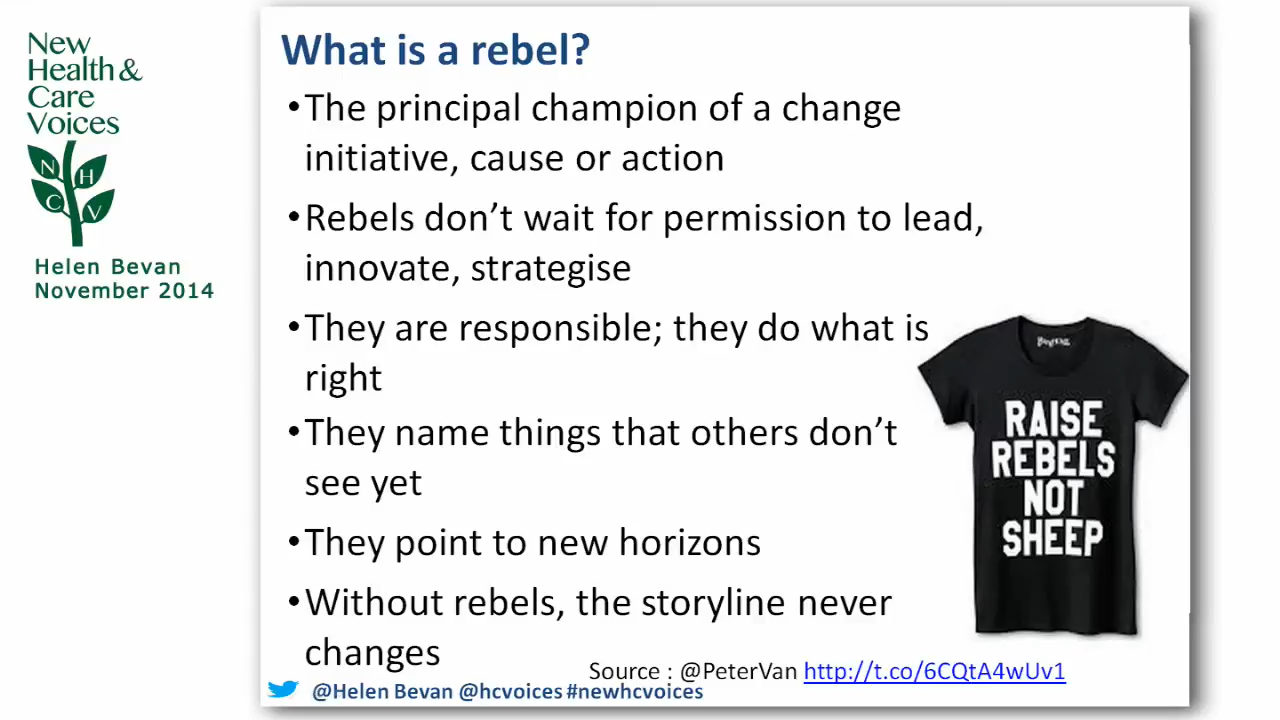 New
Health &
Care
Voices
N
H
C
V
Helen Bevan
November 2014
What is a rebel?
•The principal champion of a change
initiative, cause or action
•Rebels don’t wait for permission to lead,
innovate, strategise
•They are responsible; they do what is
right
•They name things that others don’t
see yet
•They point to new horizons
•Without rebels, the storyline never
changes
RAISE
REBELS
NOT
SHEEP
Source : @PeterVan http://t.co/6CQtA4wUv1
@Helen Bevan @hcvoices #newhcvoices